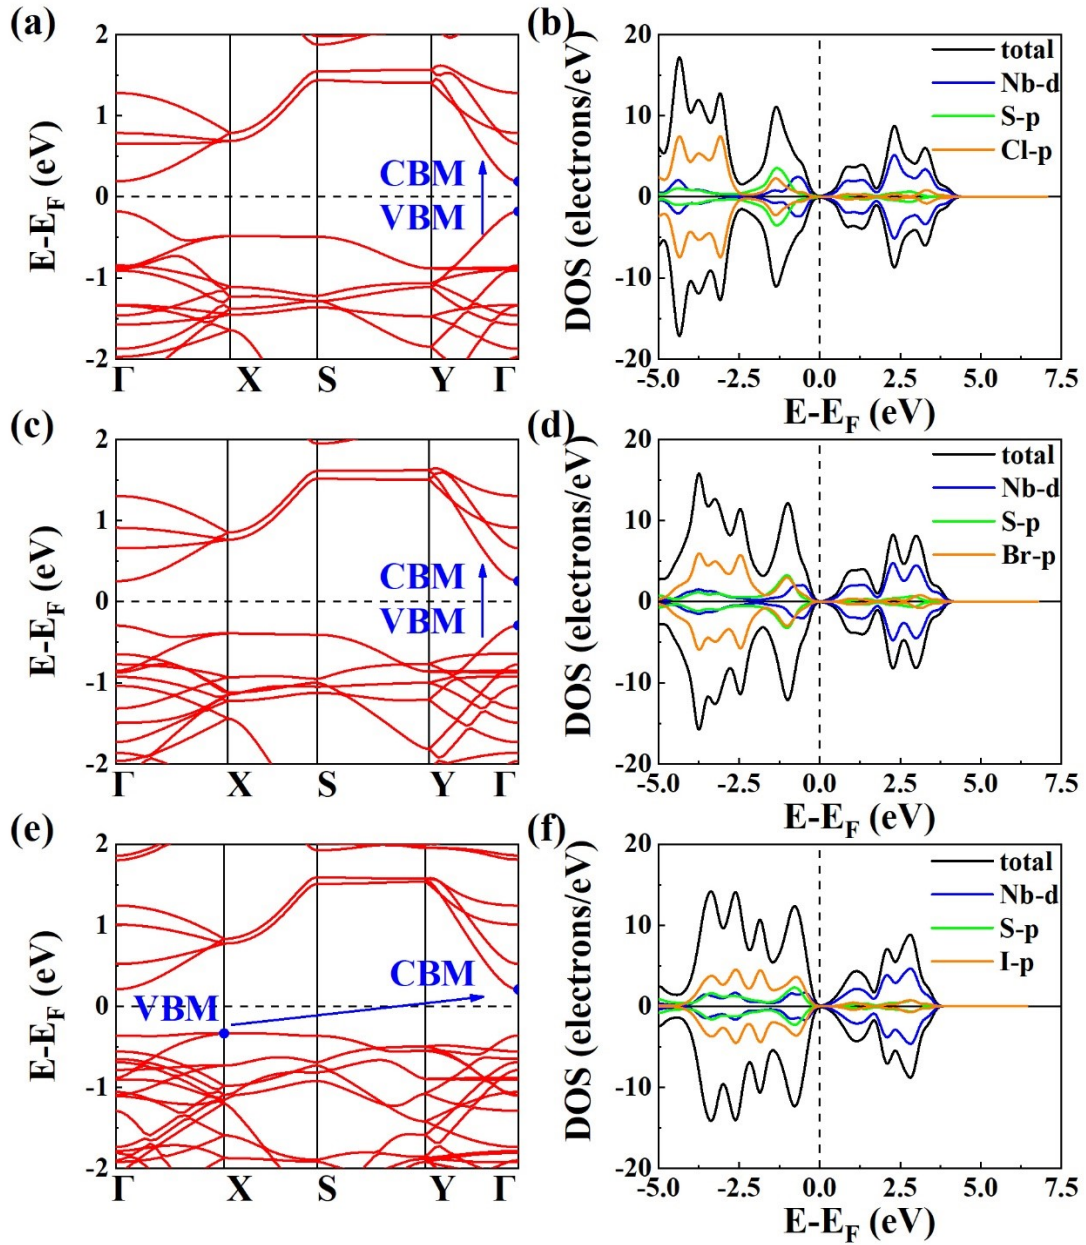 (a)
2
1
0
-1
-2
E-E_F (eV)
CBM
VBM
Γ X S Y Γ
(b)
20
10
0
-10
-20
DOS (electrons/eV)
total
Nb-d
S-p
Cl-p
-5.0 -2.5 0.0 2.5 5.0 7.5
E-E_F (eV)
(c)
2
1
0
-1
-2
E-E_F (eV)
CBM
VBM
Γ X S Y Γ
(d)
20
10
0
-10
-20
DOS (electrons/eV)
total
Nb-d
S-p
Br-p
-5.0 -2.5 0.0 2.5 5.0 7.5
E-E_F (eV)
(e)
2
1
0
-1
-2
E-E_F (eV)
CBM
VBM
Γ X S Y Γ
(f)
20
10
0
-10
-20
DOS (electrons/eV)
total
Nb-d
S-p
I-p
-5.0 -2.5 0.0 2.5 5.0 7.5
E-E_F (eV)